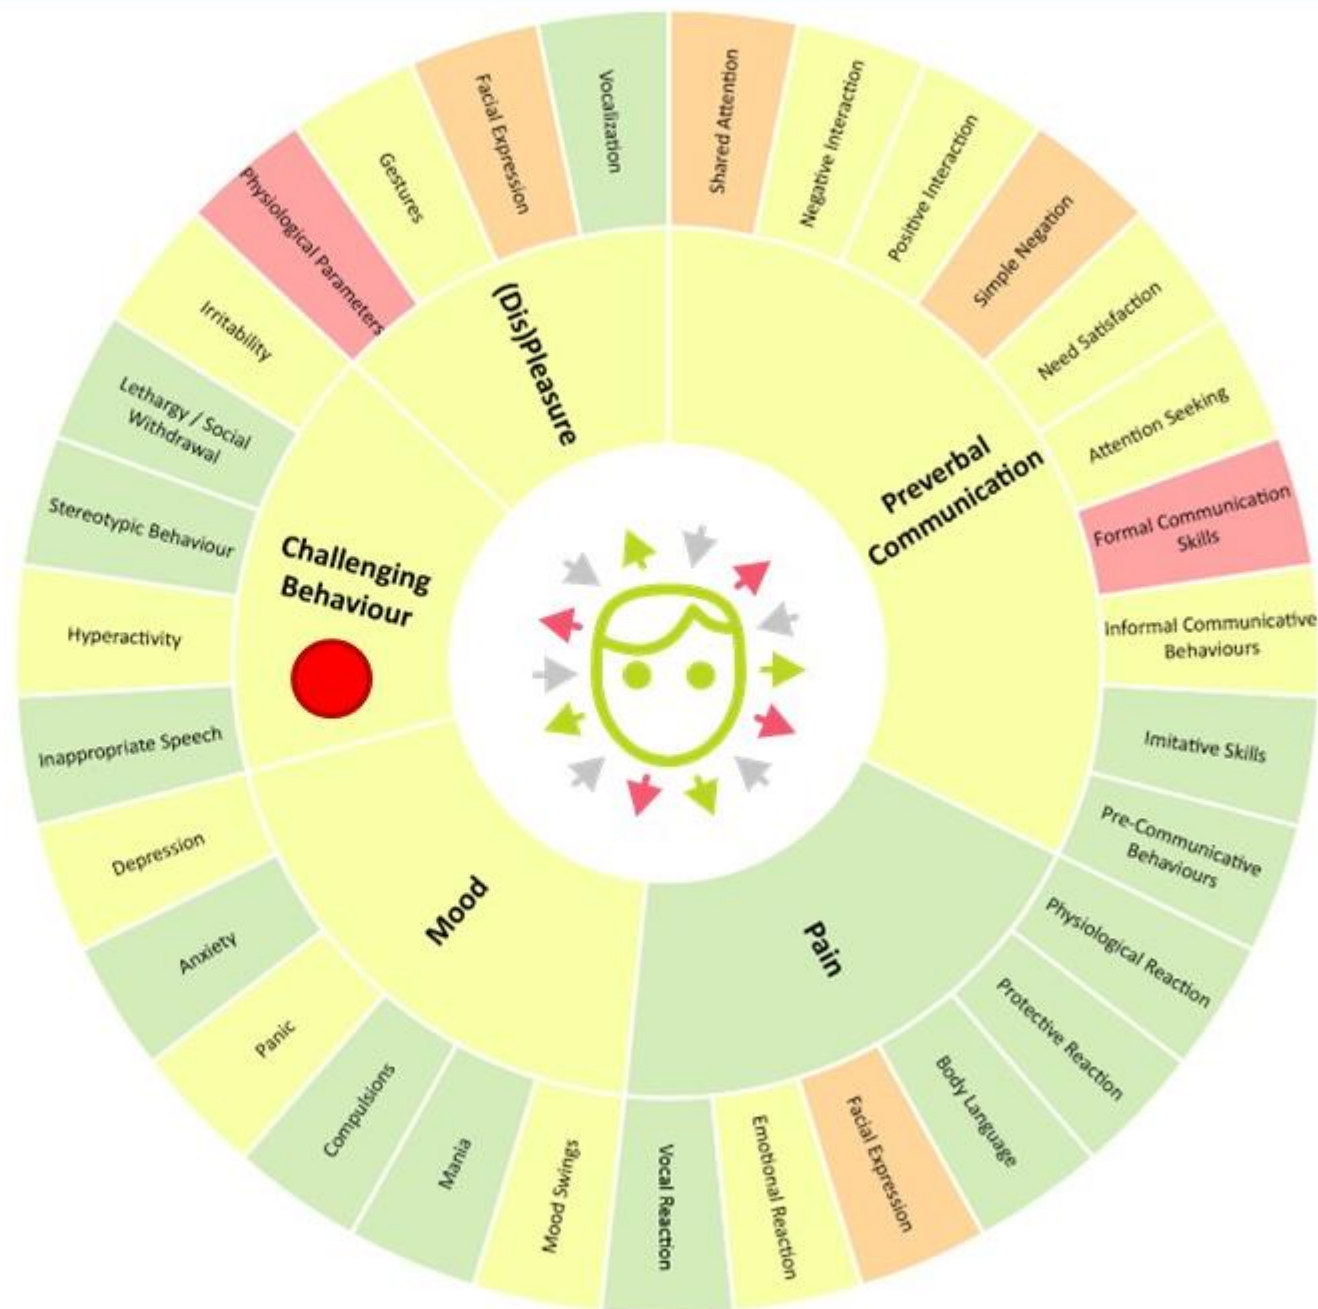 Shared Attention
Negative Interaction
Positive Interaction
Simple Negation
Need Satisfaction
Attention Seeking
Formal Communication
Skills
Informal Communicative
Behaviours
Imitative Skills
Pre-Communicative
Behaviours
Physiological Reaction
Protective Reaction
Body Language
Facial Expression
Emotional Reaction
Vocal Reaction
Mood Swings
Mania
Compulsions
Panic
Anxiety
Depression
Inappropriate Speech
Hyperactivity
Stereotypic Behaviour
Lethargy / Social
Withdrawal
Irritability
Physiological Parameters
Gestures
Facial Expression
Vocalization
Preverbal
Communication
Pain
Mood
Challenging
Behaviour
(Dis)Pleasure